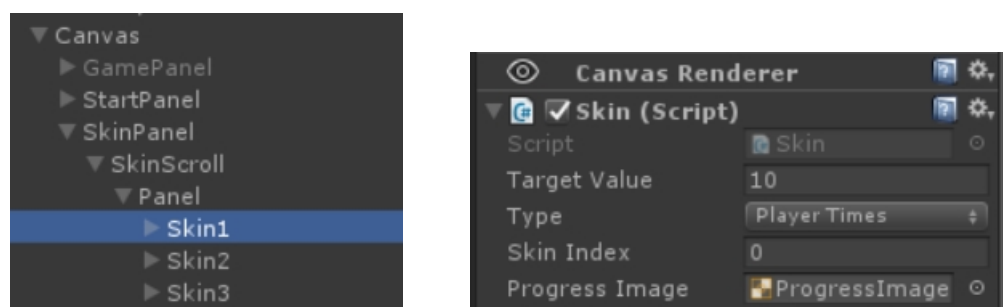 Canvas
GamePanel
StartPanel
SkinPanel
SkinScroll
Panel
Skin1
Skin2
Skin3
Canvas Renderer
Skin (Script)
Script Skin
Target Value 10
Type Player Times
Skin Index 0
Progress Image ProgressImage